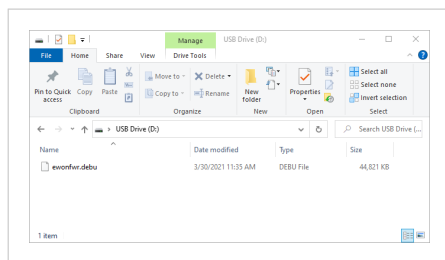 Manage USB Drive (D:)
File Home Share View Drive Tools
Pin to Quick access
Copy
Paste
Clipboard
Move to
Copy to
Delete
Rename
Organize
New folder
New
Properties
Open
Select all
Select none
Invert selection
Select
USB Drive (D:)
Search USB Drive (...
Name Date modified Type Size
ewonfwr.debu 3/30/2021 11:35 AM DEBU File 44,821 KB
1 item